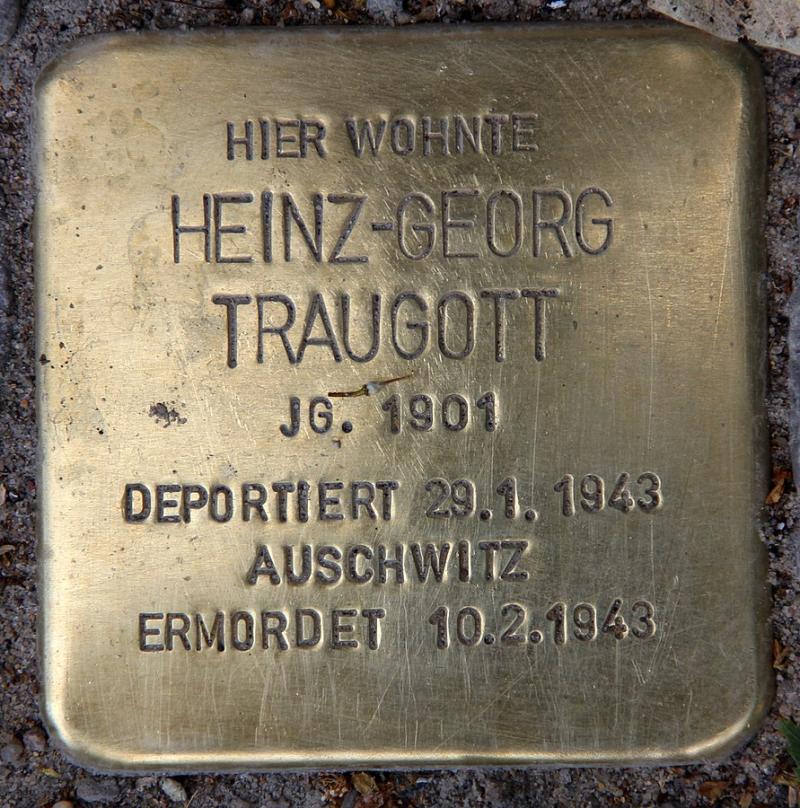 HIER WOHNTE
HEINZ-GEORG
TRAUGOTT
JG. 1901
DEPORTIERT 29.1. 1943
AUSCHWITZ
ERMORDET 10.2.1943